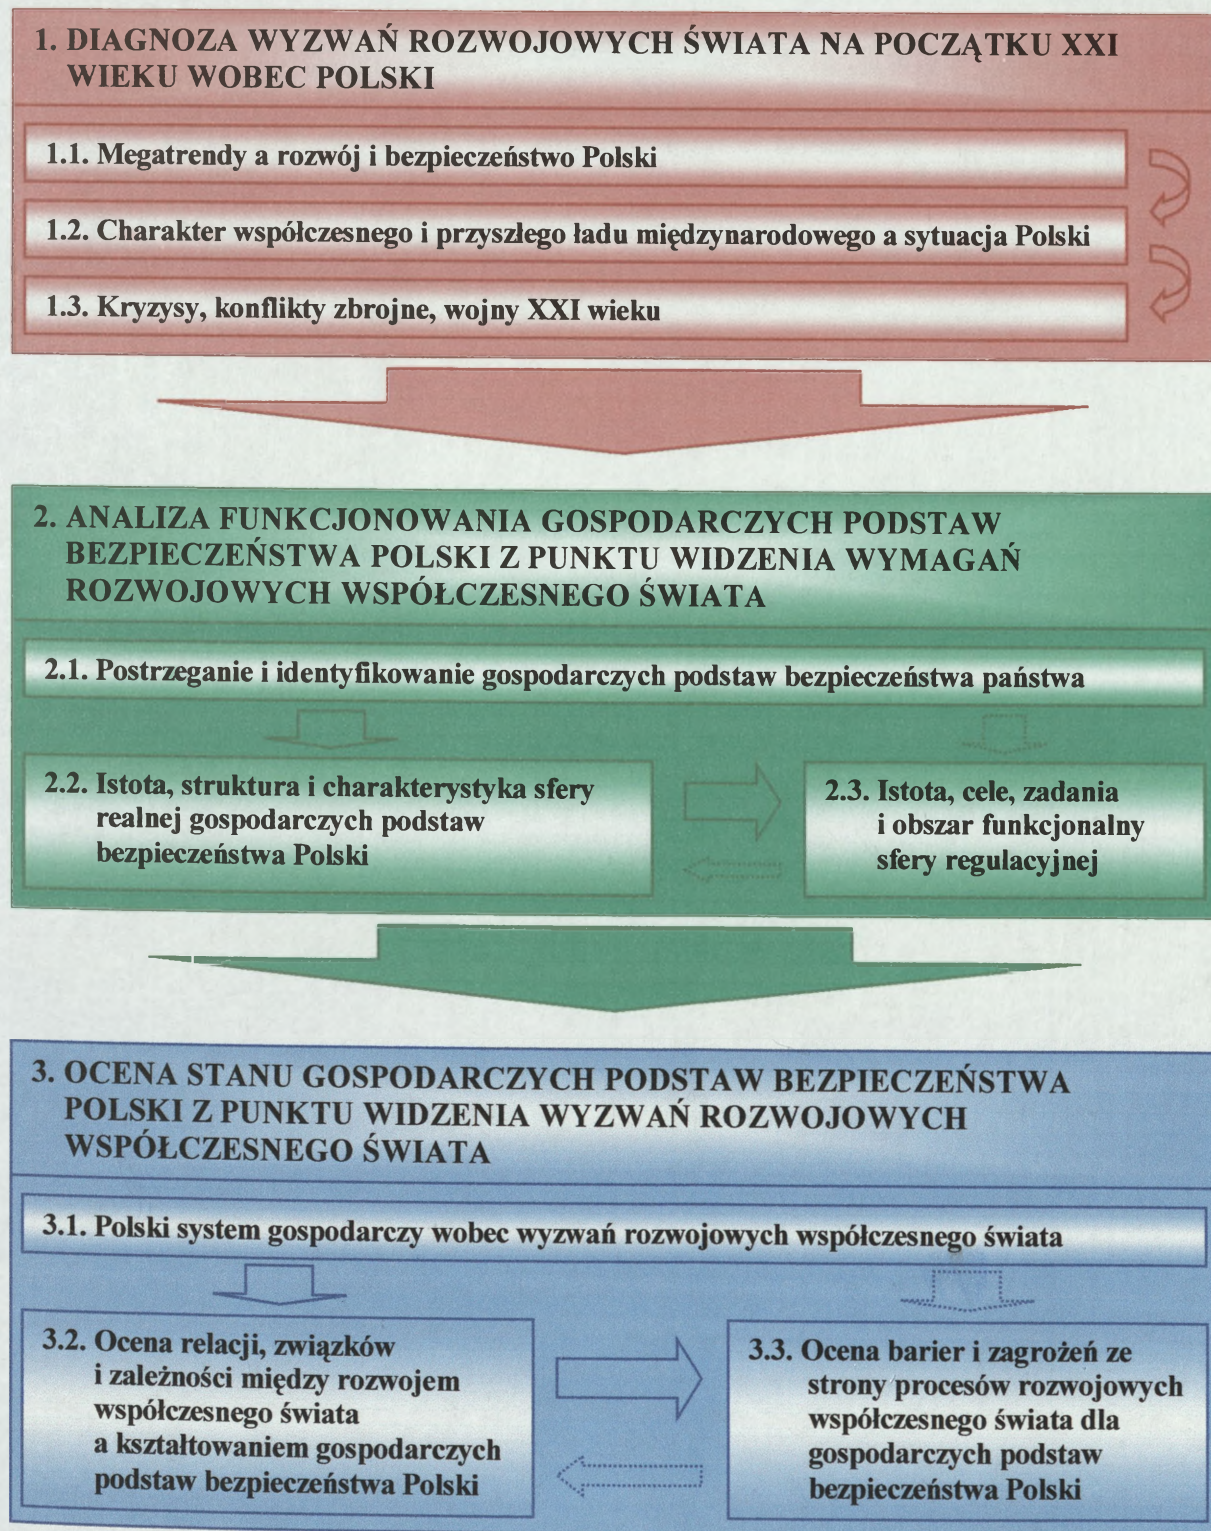 1. DIAGNOZA WYZWAŃ ROZWOJOWYCH ŚWIATA NA POCZĄTKU XXI
WIEKU WOBEC POLSKI
1.1. Megatrendy a rozwój i bezpieczeństwo Polski
1.2. Charakter współczesnego i przyszłego ładu międzynarodowego a sytuacja Polski
1.3. Kryzysy, konflikty zbrojne, wojny XXI wieku
2. ANALIZA FUNKCJONOWANIA GOSPODARCZYCH PODSTAW
BEZPIECZEŃSTWA POLSKI Z PUNKTU WIDZENIA WYMAGAŃ
ROZWOJOWYCH WSPÓŁCZESNEGO ŚWIATA
2.1. Postrzeganie i identyfikowanie gospodarczych podstaw bezpieczeństwa państwa
2.2. Istota, struktura i charakterystyka sfery
realnej gospodarczych podstaw
bezpieczeństwa Polski
2.3. Istota, cele, zadania
i obszar funkcjonalny
sfery regulacyjnej
3. OCENA STANU GOSPODARCZYCH PODSTAW BEZPIECZEŃSTWA
POLSKI Z PUNKTU WIDZENIA WYZWAŃ ROZWOJOWYCH
WSPÓŁCZESNEGO ŚWIATA
3.1. Polski system gospodarczy wobec wyzwań rozwojowych współczesnego świata
3.2. Ocena relacji, związków
i zależności między rozwojem
współczesnego świata
a kształtowaniem gospodarczych
podstaw bezpieczeństwa Polski
3.3. Ocena barier i zagrożeń ze
strony procesów rozwojowych
współczesnego świata dla
gospodarczych podstaw
bezpieczeństwa Polski